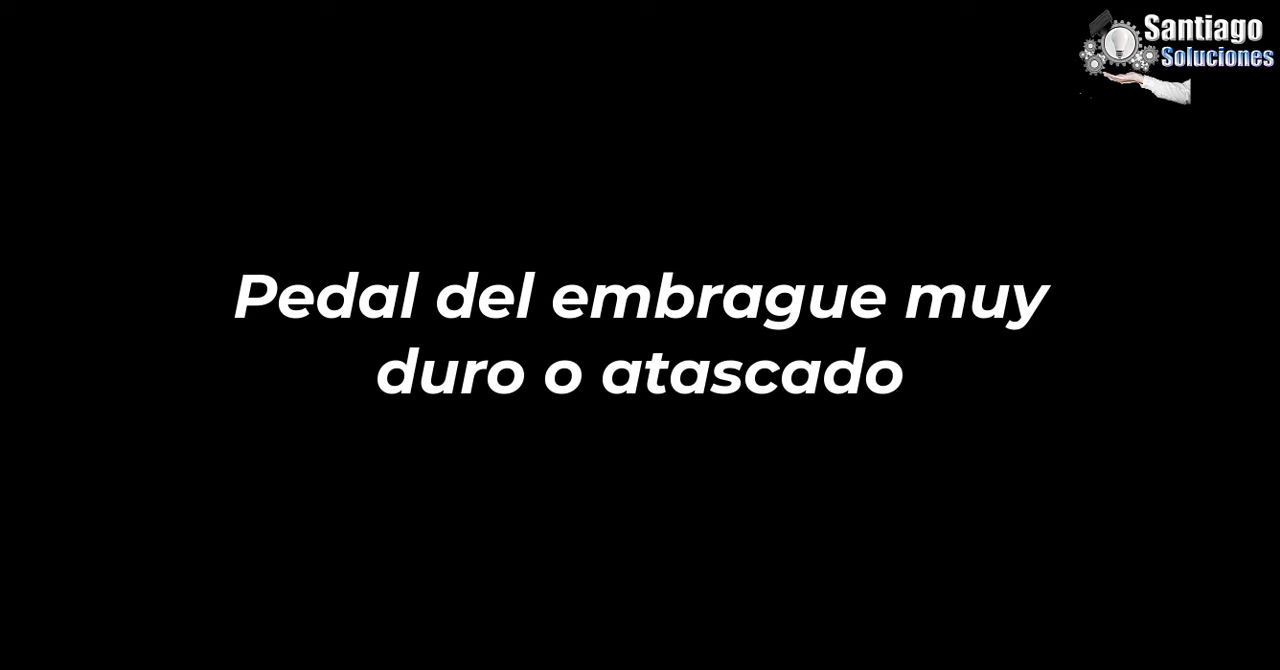 Santiago
Soluciones
Pedal del embrague muy
duro o atascado